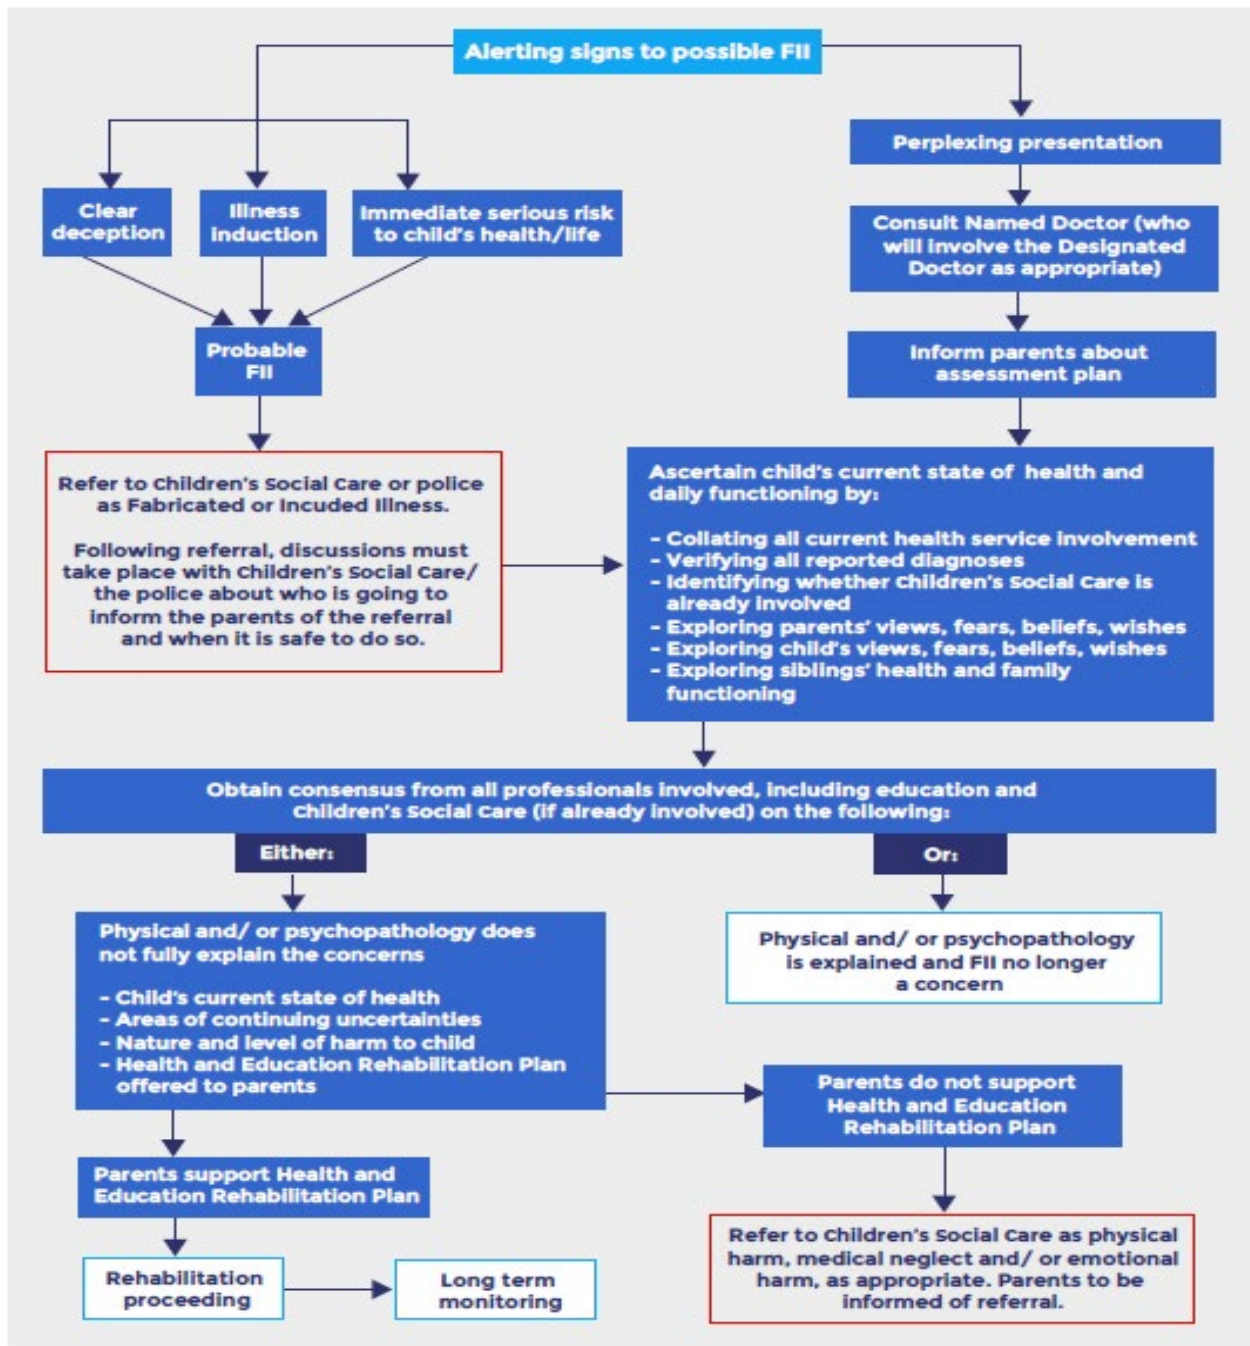 Alerting signs to possible FII
Clear
deception
Illness
induction
Immediate serious risk
to child's health/life
Probable
FII
Refer to Children's Social Care or police
as Fabricated or Incuded Illness.
Following referral, discussions must
take place with Children's Social Care/
the police about who is going to
inform the parents of the referral
and when it is safe to do so.
Perplexing presentation
Consult Named Doctor (who
will involve the Designated
Doctor as appropriate)
Inform parents about
assessment plan
Ascertain child's current state of health and
daily functioning by:
- Collating all current health service involvement
- Verifying all reported diagnoses
- Identifying whether Children's Social Care is
already involved
- Exploring parents' views, fears, beliefs, wishes
- Exploring child's views, fears, beliefs, wishes
- Exploring siblings' health and family
functioning
Obtain consensus from all professionals involved, including education and
Children's Social Care (if already involved) on the following:
Either:
Physical and/ or psychopathology does
not fully explain the concerns
- Child's current state of health
- Areas of continuing uncertainties
- Nature and level of harm to child
- Health and Education Rehabilitation Plan
offered to parents
Or:
Physical and/ or psychopathology
is explained and FII no longer
a concern
Parents do not support
Health and Education
Rehabilitation Plan
Parents support Health and
Education Rehabilitation Plan
Rehabilitation
proceeding
Long term
monitoring
Refer to Children's Social Care as physical
harm, medical neglect and/ or emotional
harm, as appropriate. Parents to be
informed of referral.